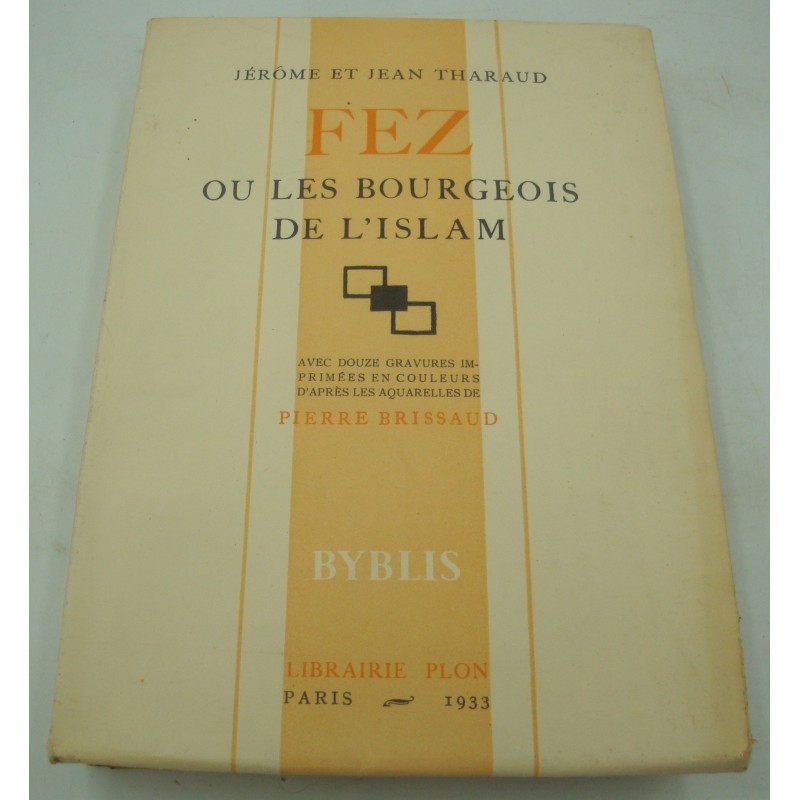 JÉRÔME ET JEAN THARAUD
FEZ
OU LES BOURGEOIS
DE L'ISLAM
AVEC DOUZE GRAVURES IM-
PRIMÉES EN COULEURS
D'APRÈS LES AQUARELLES DE
PIERRE BRISSAUD
BYBLIS
LIBRAIRIE PLON
PARIS 1933